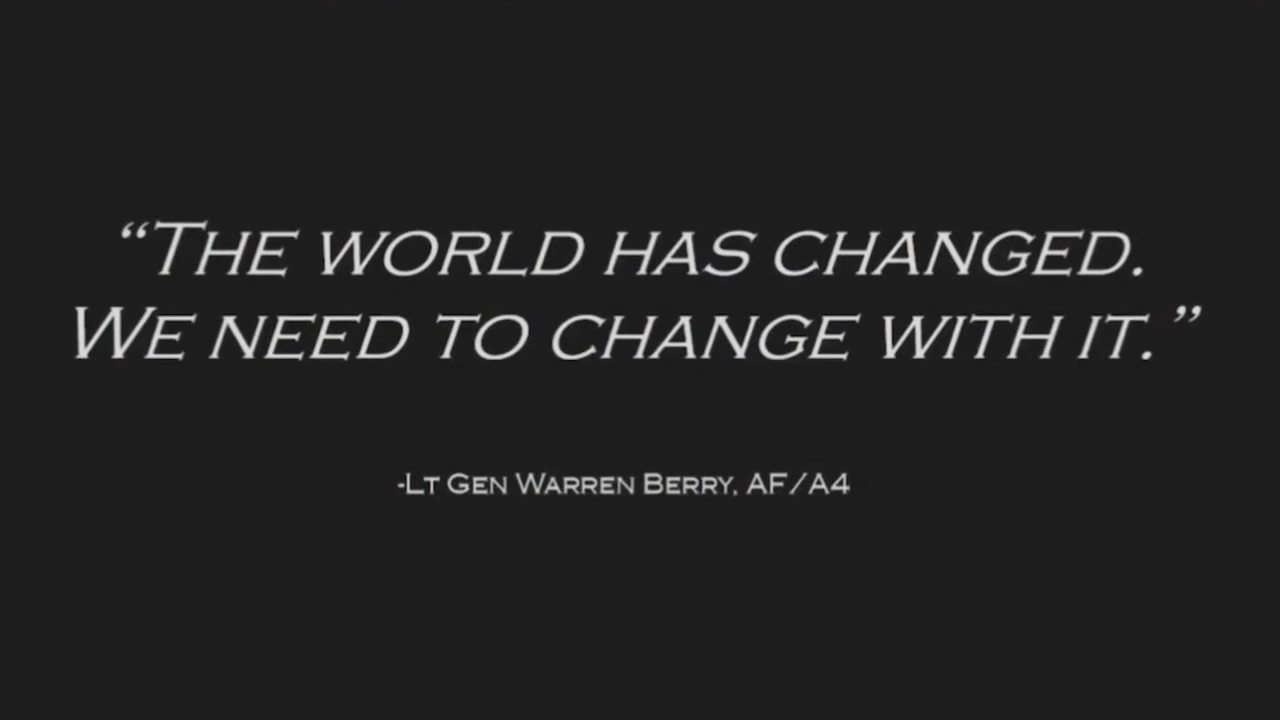 “The world has changed.
We need to change with it.”
-Lt Gen Warren Berry, AF/A4